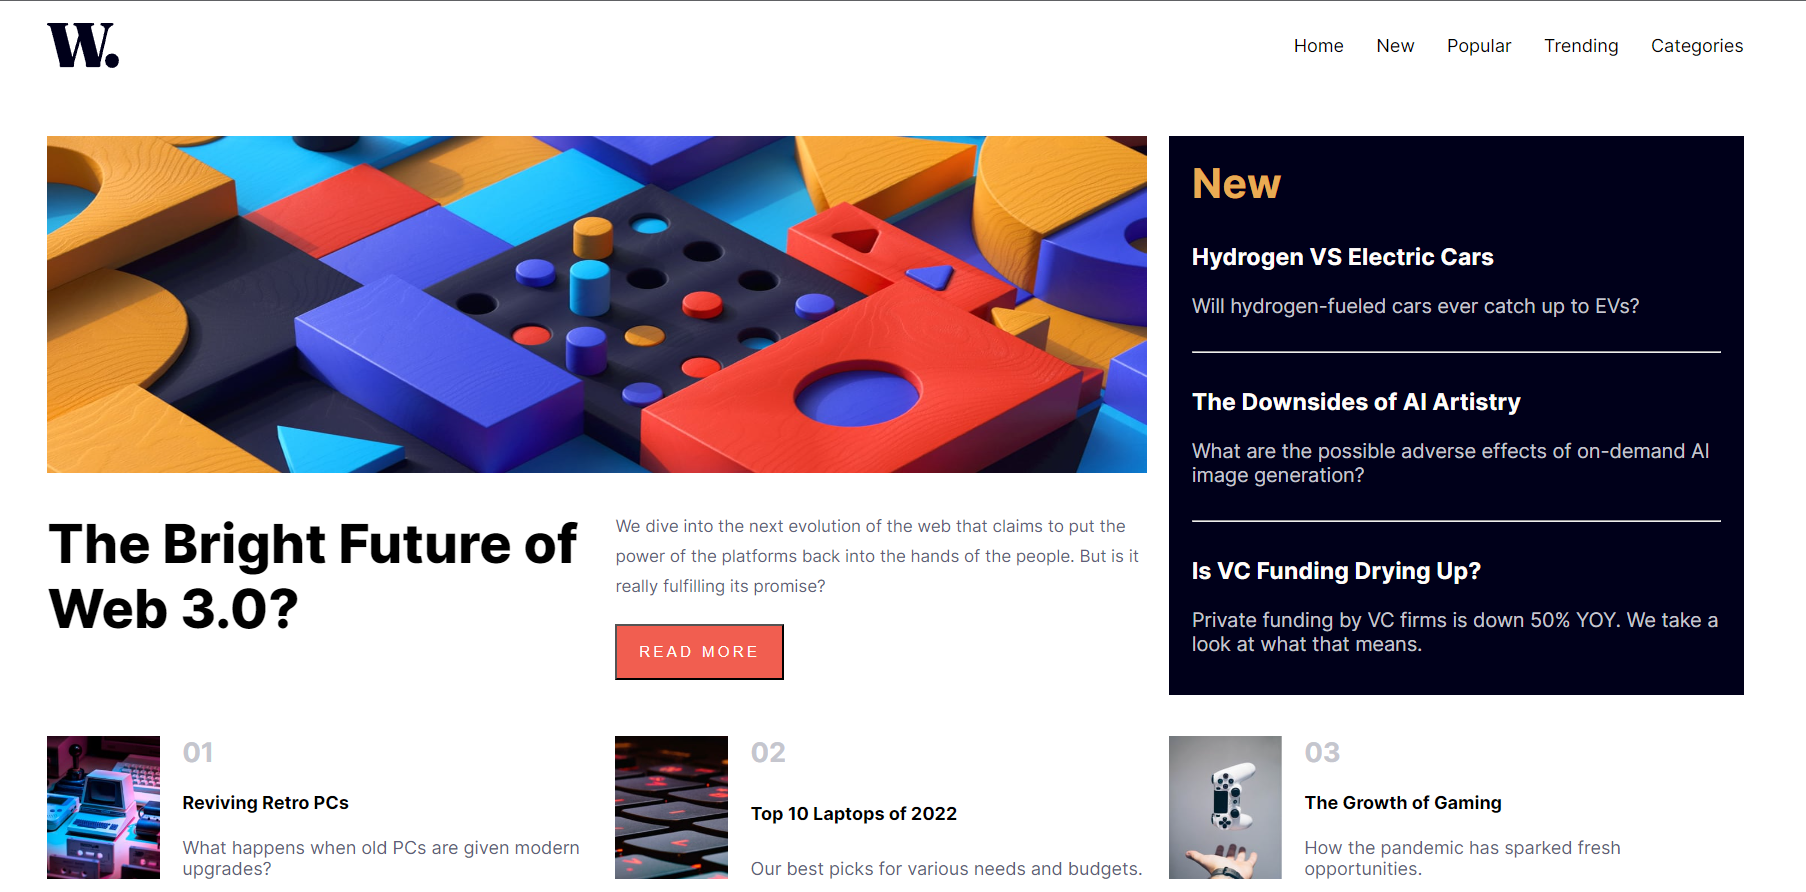 W.
Home New Popular Trending Categories
The Bright Future of
Web 3.0?
We dive into the next evolution of the web that claims to put the
power of the platforms back into the hands of the people. But is it
really fulfilling its promise?
READ MORE
New
Hydrogen VS Electric Cars
Will hydrogen-fueled cars ever catch up to EVs?
The Downsides of AI Artistry
What are the possible adverse effects of on-demand AI
image generation?
Is VC Funding Drying Up?
Private funding by VC firms is down 50% YOY. We take a
look at what that means.
01
Reviving Retro PCs
What happens when old PCs are given modern
upgrades?
02
Top 10 Laptops of 2022
Our best picks for various needs and budgets.
03
The Growth of Gaming
How the pandemic has sparked fresh
opportunities.